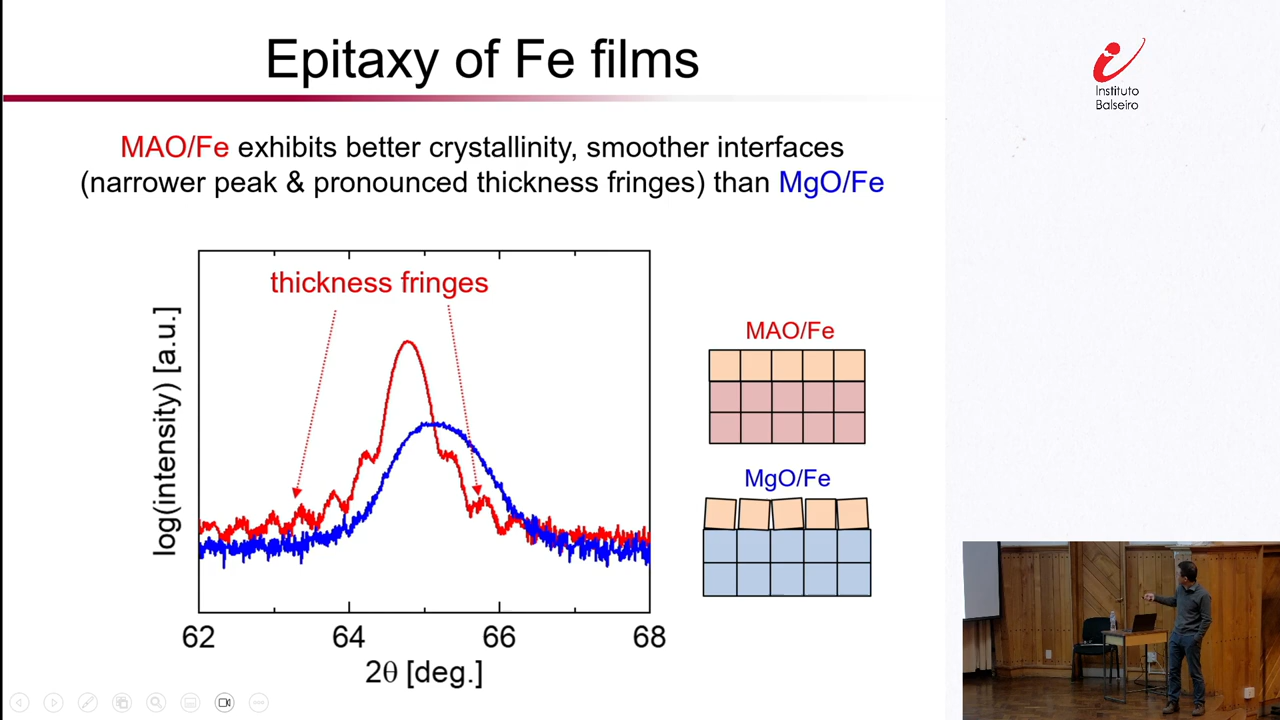 Epitaxy of Fe films
Instituto
Balseiro
MAO/Fe exhibits better crystallinity, smoother interfaces
(narrower peak & pronounced thickness fringes) than MgO/Fe
thickness fringes
log(intensity) [a.u.]
62 64 66 68
2θ [deg.]
MAO/Fe
MgO/Fe